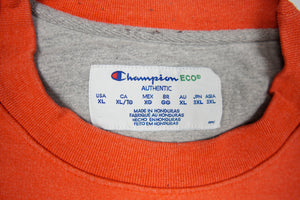 Champion ECO®
AUTHENTIC
USA CA MEX BR AU JPN ASIA
XL XL/TG XG GG XL 2XL 2XL
MADE IN HONDURAS
FABRIQUÉ AU HONDURAS
HECHO EN HONDURAS
FEITO EM HONDURAS